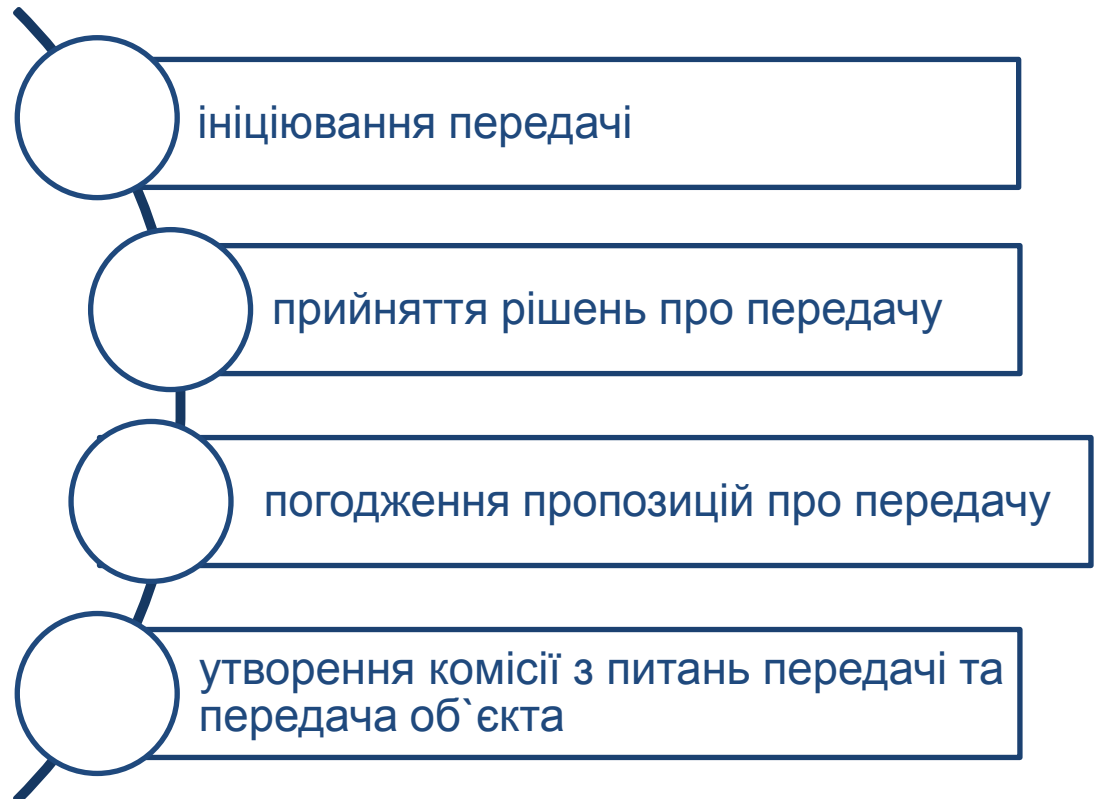 ініціювання передачі
прийняття рішень про передачу
погодження пропозицій про передачу
утворення комісії з питань передачі та
передача об`єкта